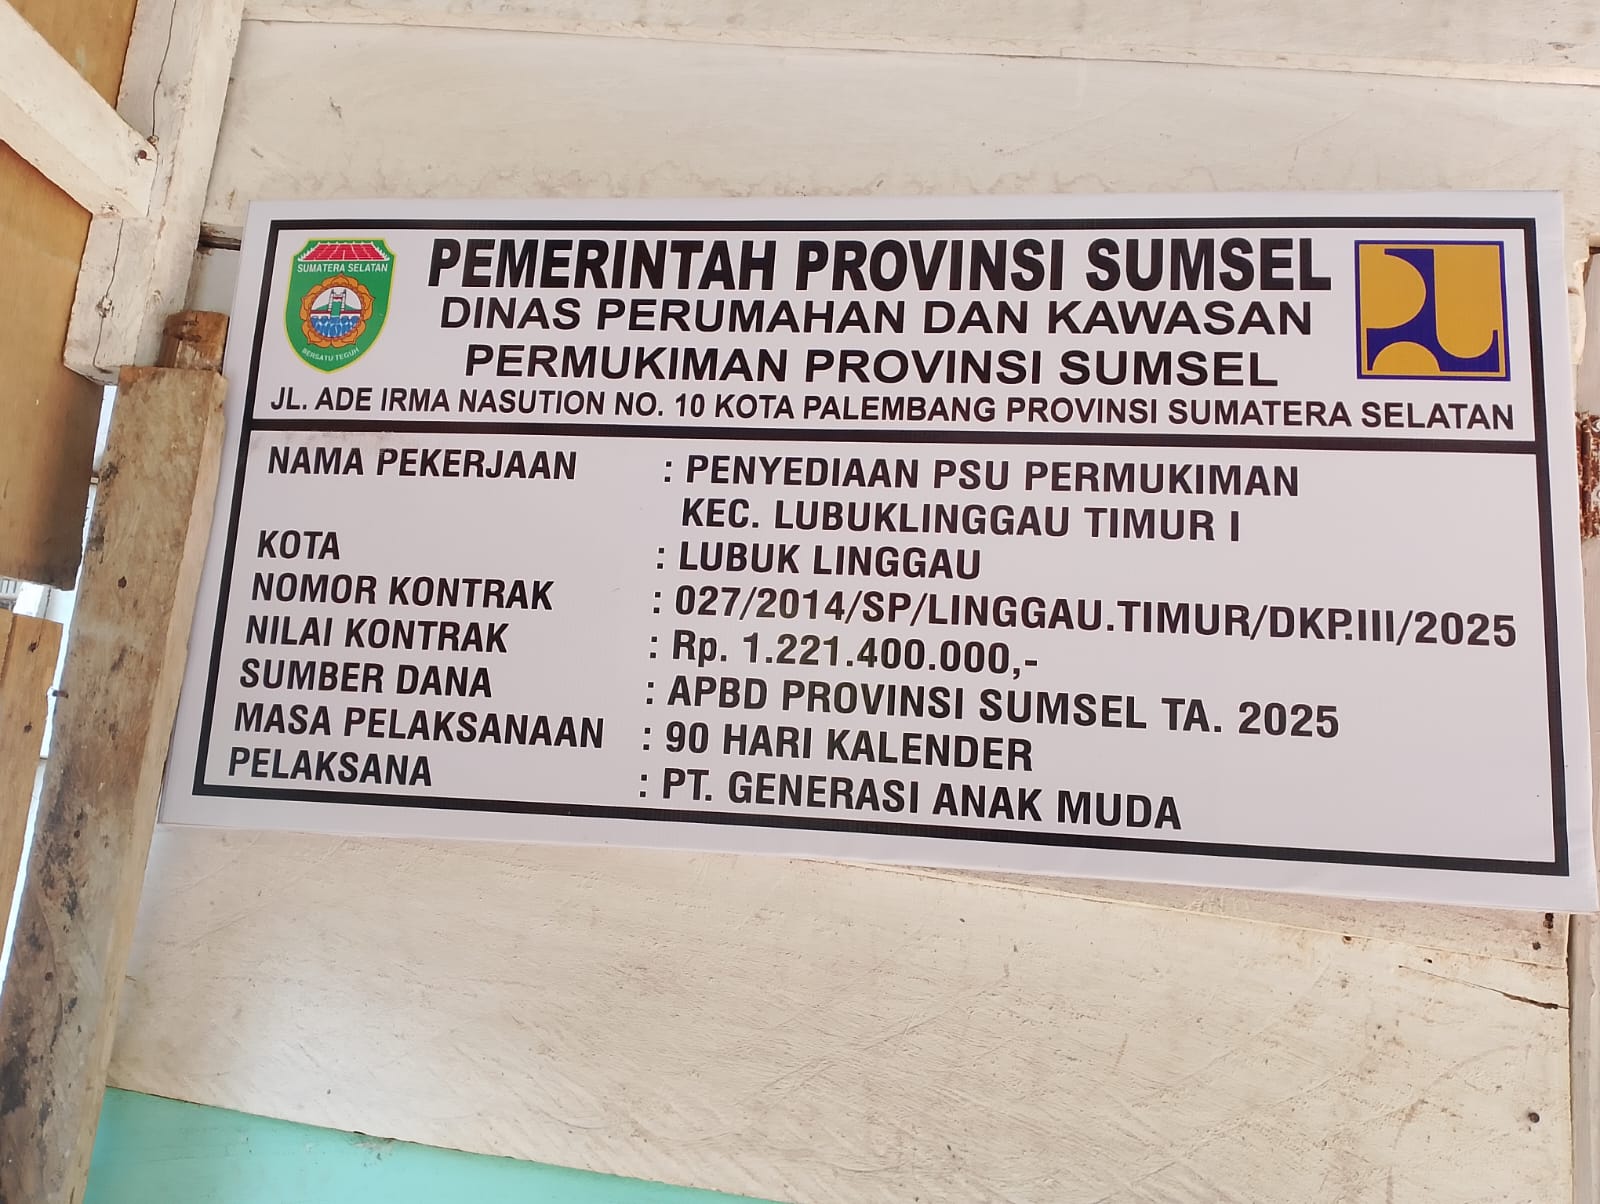 SUMATERA SELATAN
BERSATU TEGUH
PEMERINTAH PROVINSI SUMSEL
DINAS PERUMAHAN DAN KAWASAN
PERMUKIMAN PROVINSI SUMSEL
JL. ADE IRMA NASUTION NO. 10 KOTA PALEMBANG PROVINSI SUMATERA SELATAN
NAMA PEKERJAAN : PENYEDIAAN PSU PERMUKIMAN
KEC. LUBUKLINGGAU TIMUR I
KOTA : LUBUK LINGGAU
NOMOR KONTRAK : 027/2014/SP/LINGGAU.TIMUR/DKP.III/2025
NILAI KONTRAK : Rp. 1.221.400.000,-
SUMBER DANA : APBD PROVINSI SUMSEL TA. 2025
MASA PELAKSANAAN : 90 HARI KALENDER
PELAKSANA : PT. GENERASI ANAK MUDA